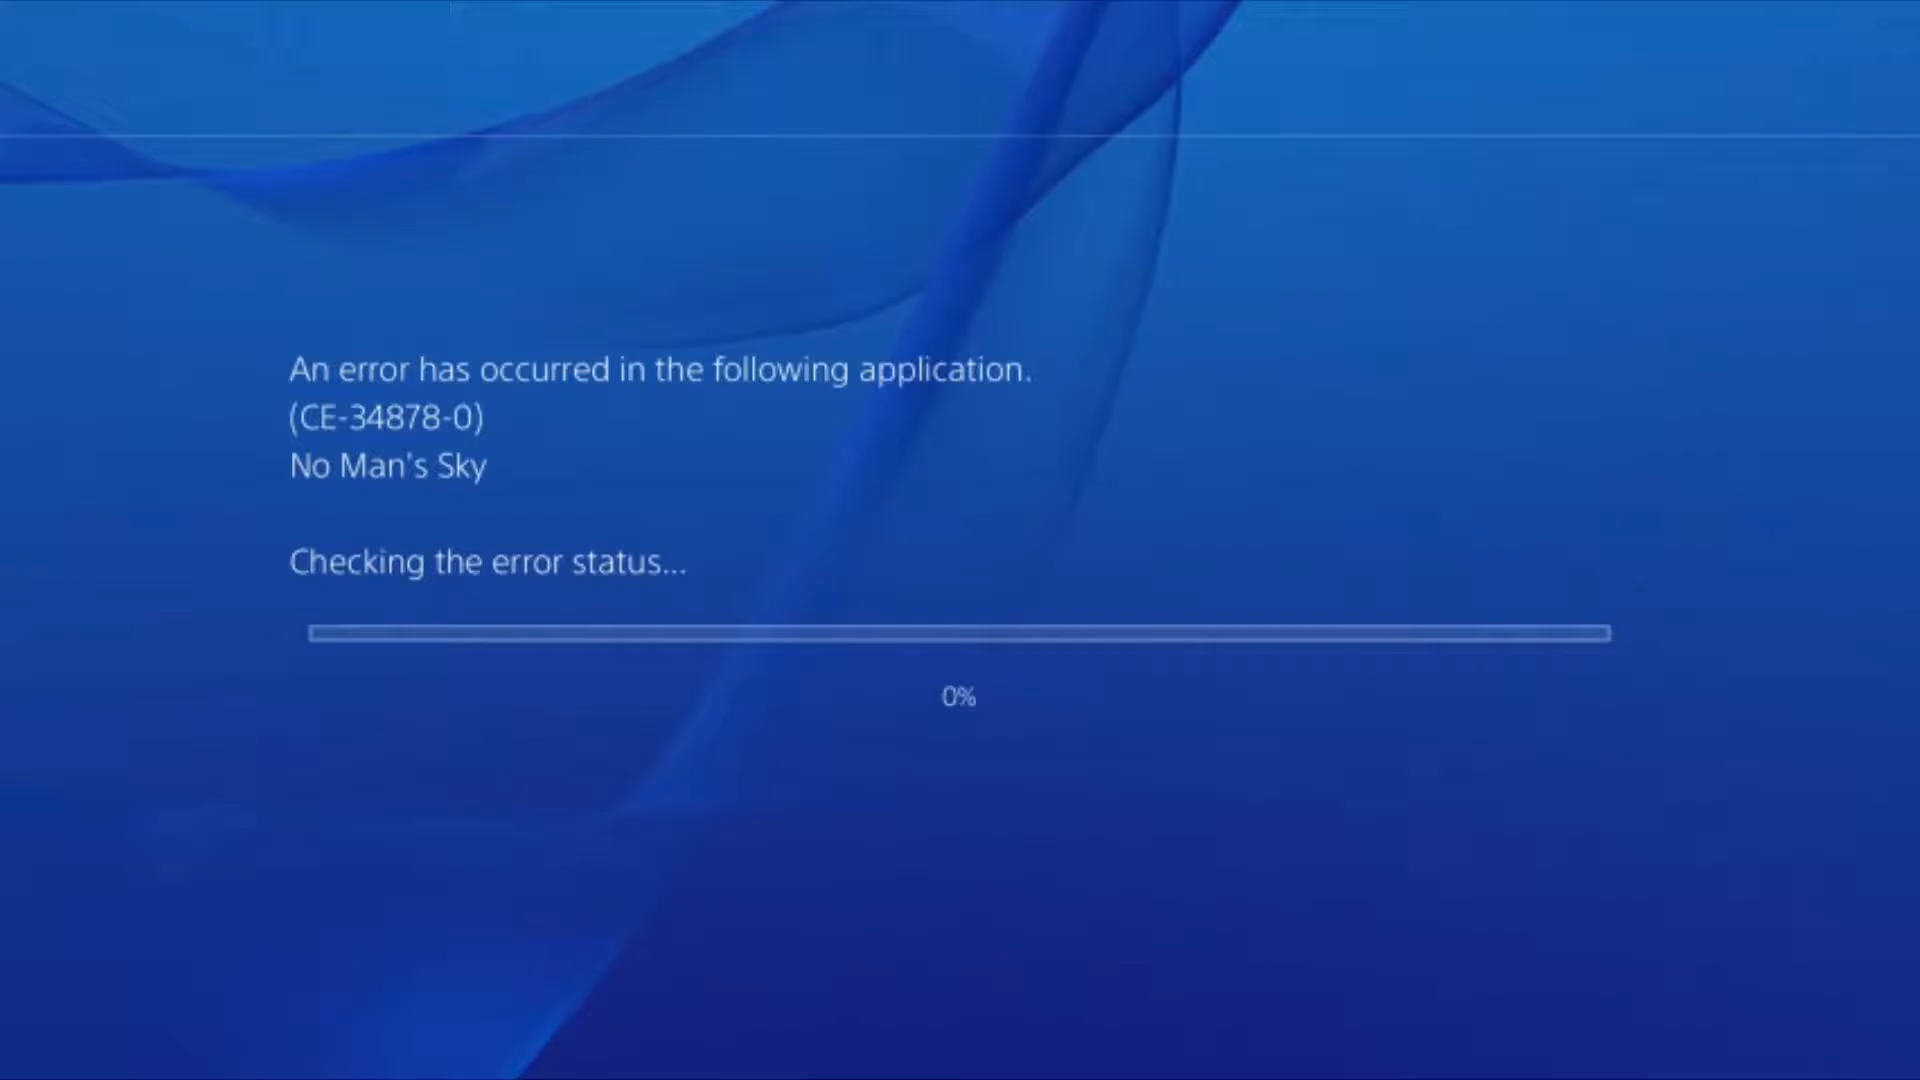 An error has occurred in the following application.
(CE-34878-0)
No Man's Sky
Checking the error status...
0%